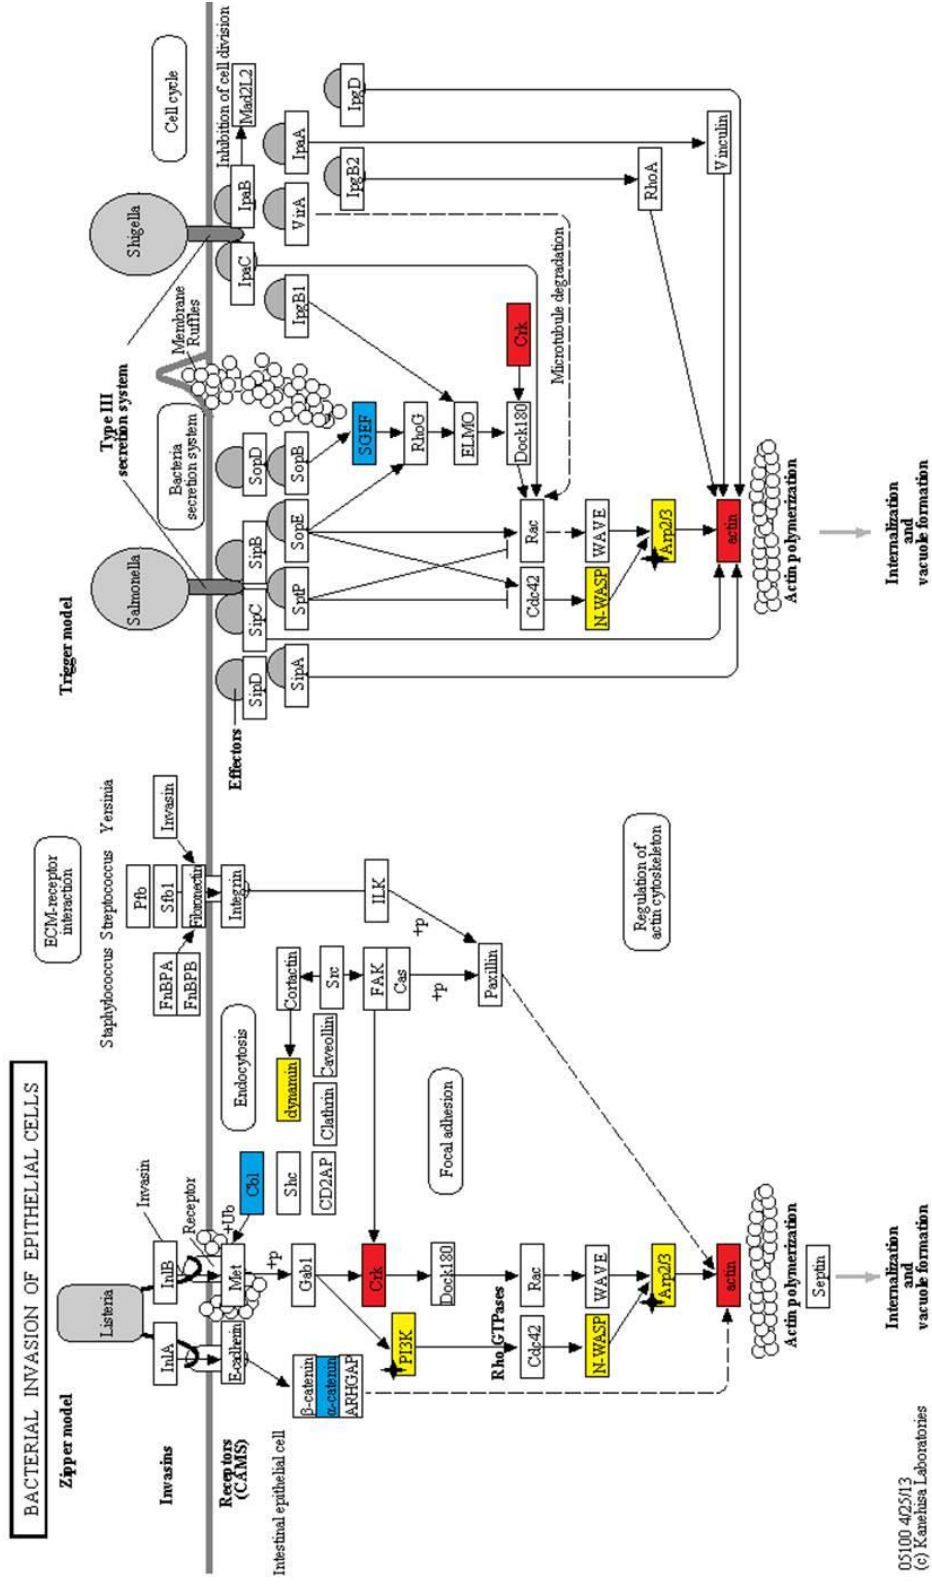 BACTERIAL INVASION OF EPITHELIAL CELLS
Zipper model
Listeria
ECM-receptor
interaction
Trigger model
Salmonella
Type III
secretion system
Shigella
Cell cycle
Bacteria
secretion system
Membrane
Ruffles
Staphylococcus
Streptococcus
Yersinia
Invasins
InlA
InlB
Invasin
Receptor
FnBPA
FnBPB
Pfb
Sfb1
Fibronectin
Invasin
Receptors
(CAMS)
E-cadherin
Met
+Ub
Cbl
Endocytosis
Integrin
Effectors
SipD
SipC
SipB
SopD
IpaC
IpaB
Inhibition of cell division
Mad2L2
Intestinal epithelial cell
+p
Gab1
Shc
dynamin
Cortactin
SipA
SptP
SopE
SopB
IpgB1
VirA
IpaA
β-catenin
α-catenin
ARHGAP
CD2AP
Clathrin
Caveollin
Src
IpgB2
IpgD
PI3K
Crk
FAK
Cas
ILK
SGEF
RhoG
Dock180
Focal adhesion
+p
+p
Paxillin
ELMO
Dock180
Crk
Rho GTPases
Cdc42
Rac
Cdc42
Rac
Microtubule degradation
N-WASP
WAVE
N-WASP
WAVE
Arp2/3
Regulation of
actin cytoskeleton
Arp2/3
RhoA
actin
actin
Vinculin
Actin polymerization
Septin
Actin polymerization
Internalization
and
vacuole formation
Internalization
and
vacuole formation
05100 4/25/13
(c) Kanehisa Laboratories